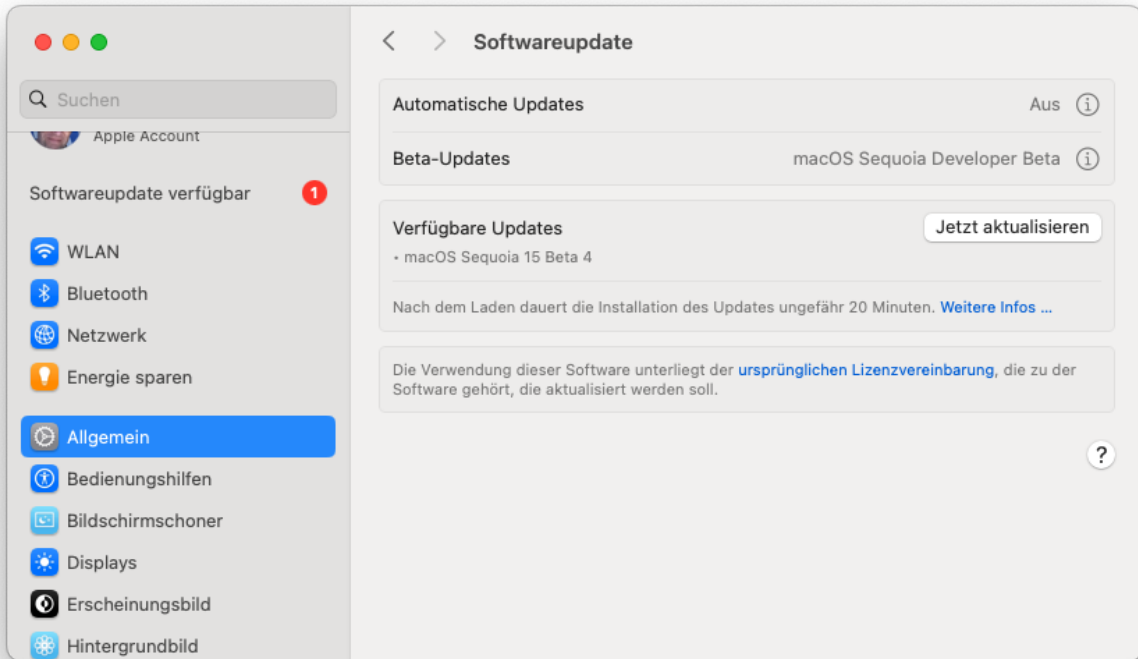 Softwareupdate
Suchen
Apple Account
Softwareupdate verfügbar 1
WLAN
Bluetooth
Netzwerk
Energie sparen
Allgemein
Bedienungshilfen
Bildschirmschoner
Displays
Erscheinungsbild
Hintergrundbild
Automatische Updates Aus
Beta-Updates macOS Sequoia Developer Beta
Verfügbare Updates Jetzt aktualisieren
• macOS Sequoia 15 Beta 4
Nach dem Laden dauert die Installation des Updates ungefähr 20 Minuten. Weitere Infos ...
Die Verwendung dieser Software unterliegt der ursprünglichen Lizenzvereinbarung, die zu der
Software gehört, die aktualisiert werden soll.
?